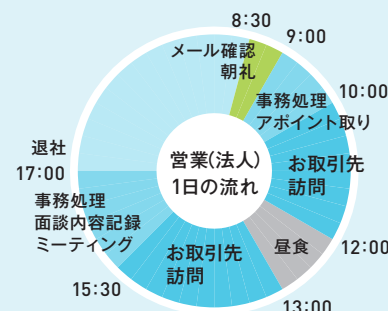 8:30
メール確認
朝礼
9:00
事務処理
アポイント取り
10:00
お取引先
訪問
12:00
昼食
13:00
お取引先
訪問
15:30
事務処理
面談内容記録
ミーティング
17:00
退社
営業(法人)
1日の流れ